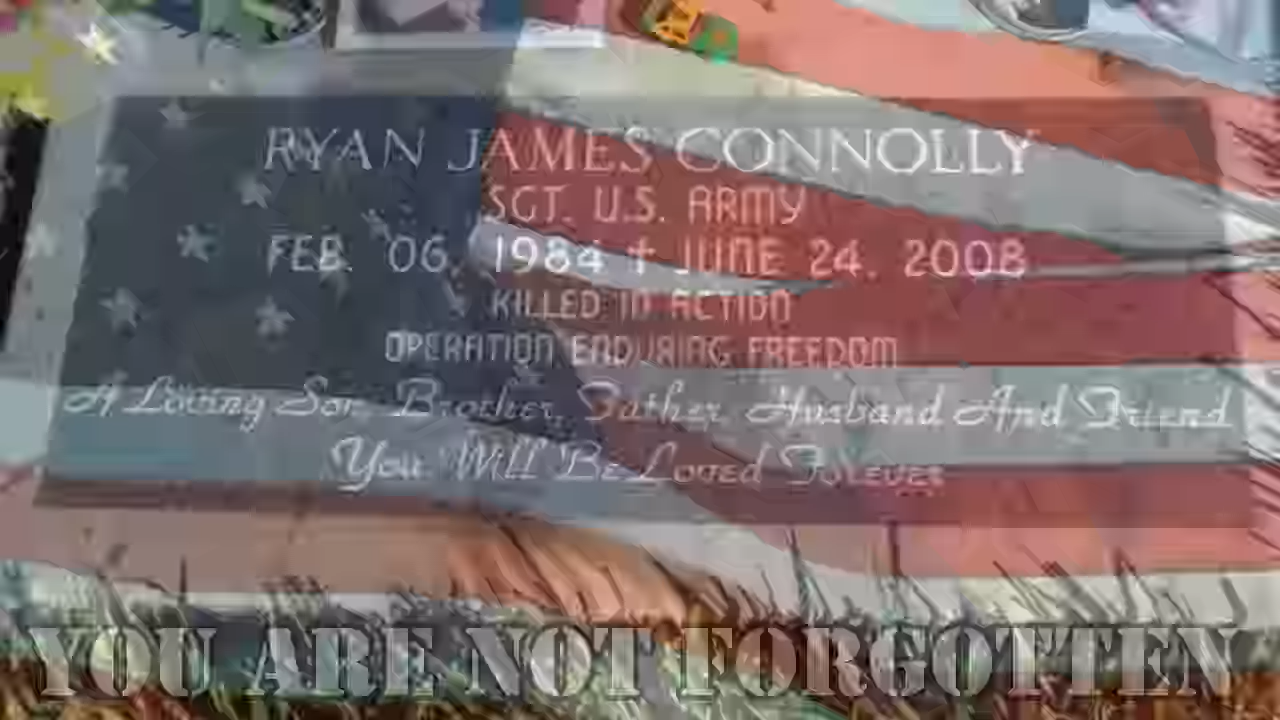 RYAN JAMES CONNOLLY
SGT. U.S. ARMY
FEB. 06, 1984 † JUNE 24, 2008
KILLED IN ACTION
OPERATION ENDURING FREEDOM
A Loving Son, Brother, Father, Husband And Friend
You Will Be Loved Forever
YOU ARE NOT FORGOTTEN